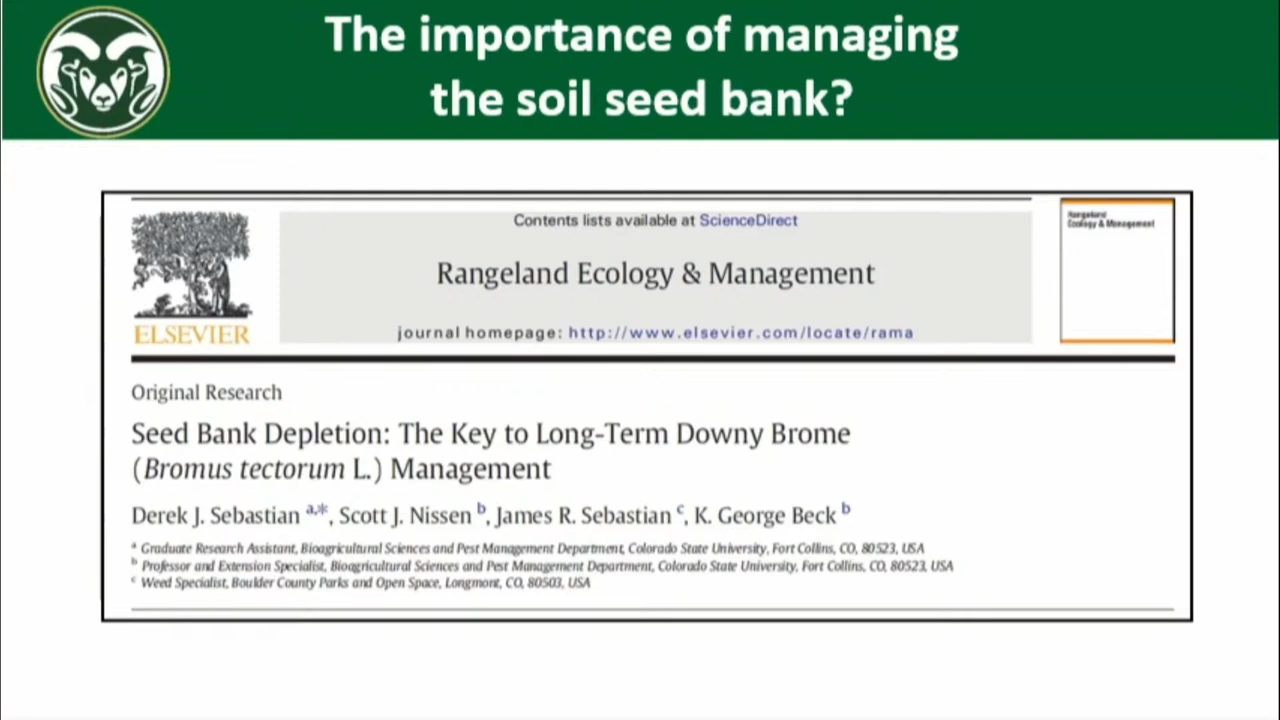 The importance of managing
the soil seed bank?
Contents lists available at ScienceDirect
Rangeland
Ecology & Management
Rangeland Ecology & Management
ELSEVIER
journal homepage: http://www.elsevier.com/locate/rama
Original Research
Seed Bank Depletion: The Key to Long-Term Downy Brome
(Bromus tectorum L.) Management
Derek J. Sebastian a,*, Scott J. Nissen b, James R. Sebastian c, K. George Beck b
a Graduate Research Assistant, Bioagricultural Sciences and Pest Management Department, Colorado State University, Fort Collins, CO, 80523, USA
b Professor and Extension Specialist, Bioagricultural Sciences and Pest Management Department, Colorado State University, Fort Collins, CO, 80523, USA
c Weed Specialist, Boulder County Parks and Open Space, Longmont, CO, 80503, USA